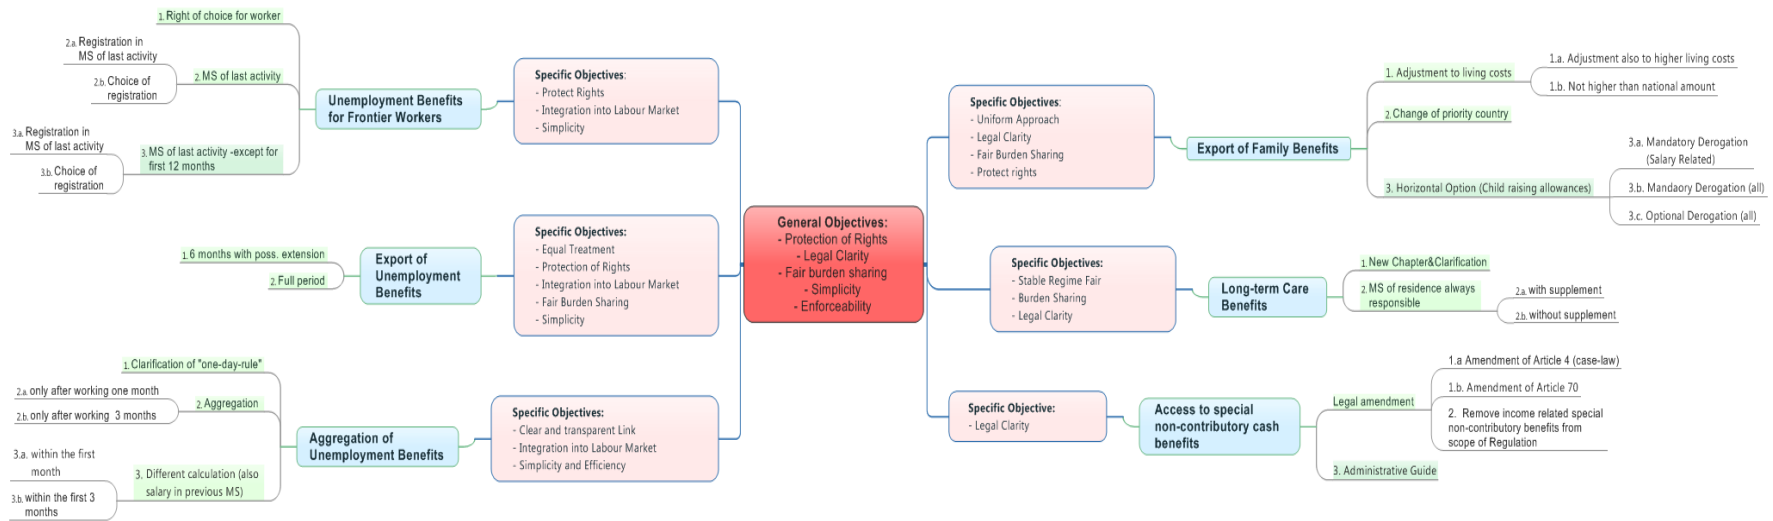 1. Right of choice for worker
2.a. Registration in
MS of last activity
2.b. Choice of
registration
2. MS of last activity
3.a. Registration in
MS of last activity
3.b. Choice of
registration
3. MS of last activity -except for
first 12 months
Unemployment Benefits
for Frontier Workers
Specific Objectives:
- Protect Rights
- Integration into Labour Market
- Simplicity
1. 6 months with poss. extension
2. Full period
Export of
Unemployment
Benefits
Specific Objectives:
- Equal Treatment
- Protection of Rights
- Integration into Labour Market
- Fair Burden Sharing
- Simplicity
1. Clarification of "one-day-rule"
2.a. only after working one month
2.b. only after working 3 months
2. Aggregation
3.a. within the first
month
3.b. within the first 3
months
3. Different calculation (also
salary in previous MS)
Aggregation of
Unemployment Benefits
Specific Objectives:
- Clear and transparent Link
- Integration into Labour Market
- Simplicity and Efficiency
General Objectives:
- Protection of Rights
- Legal Clarity
- Fair burden sharing
- Simplicity
- Enforceability
Specific Objectives:
- Uniform Approach
- Legal Clarity
- Fair Burden Sharing
- Protect rights
Export of Family Benefits
1. Adjustment to living costs
1.a. Adjustment also to higher living costs
1.b. Not higher than national amount
2. Change of priority country
3. Horizontal Option (Child raising allowances)
3.a. Mandatory Derogation
(Salary Related)
3.b. Mandaory Derogation (all)
3.c. Optional Derogation (all)
Specific Objectives:
- Stable Regime Fair
- Burden Sharing
- Legal Clarity
Long-term Care
Benefits
1. New Chapter&Clarification
2. MS of residence always
responsible
2.a. with supplement
2.b. without supplement
Specific Objective:
- Legal Clarity
Access to special
non-contributory cash
benefits
Legal amendment
1.a Amendment of Article 4 (case-law)
1.b. Amendment of Article 70
2. Remove income related special
non-contributory benefits from
scope of Regulation
3. Administrative Guide